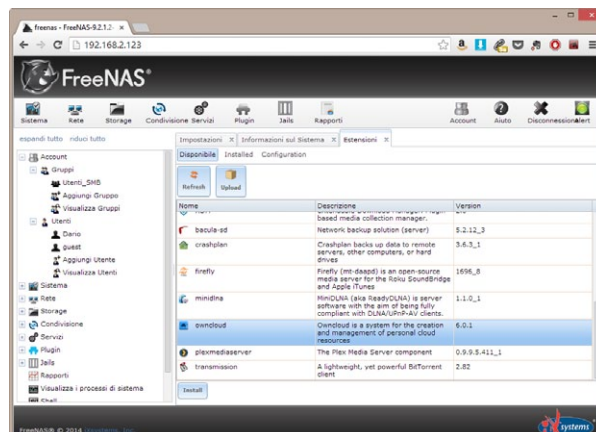 freenas - FreeNAS-9.2.1.2-
192.168.2.123
FreeNAS®
Sistema Rete Storage Condivisione Servizi Plugin Jails Rapporti Account Aiuto Disconnessione Alert
espandi tutto riduci tutto
Impostazioni Informazioni sul Sistema Estensioni
Disponibile Installed Configuration
Refresh Upload
Account
Gruppi
Utenti_SMB
Aggiungi Gruppo
Visualizza Gruppi
Utenti
Dario
guest
Aggiungi Utente
Visualizza Utenti
Sistema
Rete
Storage
Condivisione
Servizi
Plugin
Jails
Rapporti
Visualizza i processi di sistema
Shell
Nome Descrizione Version
based media collection manager.
bacula-sd Network backup solution (server) 5.2.12_3
crashplan Crashplan backs up data to remote 3.6.3_1
servers, other computers, or hard
drives
firefly Firefly (mt-daapd) is an open-source 1696_8
media server for the Roku SoundBridge
and Apple iTunes
minidlna MiniDLNA (aka ReadyDLNA) is server 1.1.0_1
software with the aim of being fully
compliant with DLNA/UPnP-AV clients.
owncloud Owncloud is a system for the creation 6.0.1
and management of personal cloud
resources
plexmediaserver The Plex Media Server component 0.9.9.5.411_1
transmission A lightweight, yet powerful BitTorrent 2.82
client
Install
FreeNAS® © 2014 iXsystems, Inc.
systems